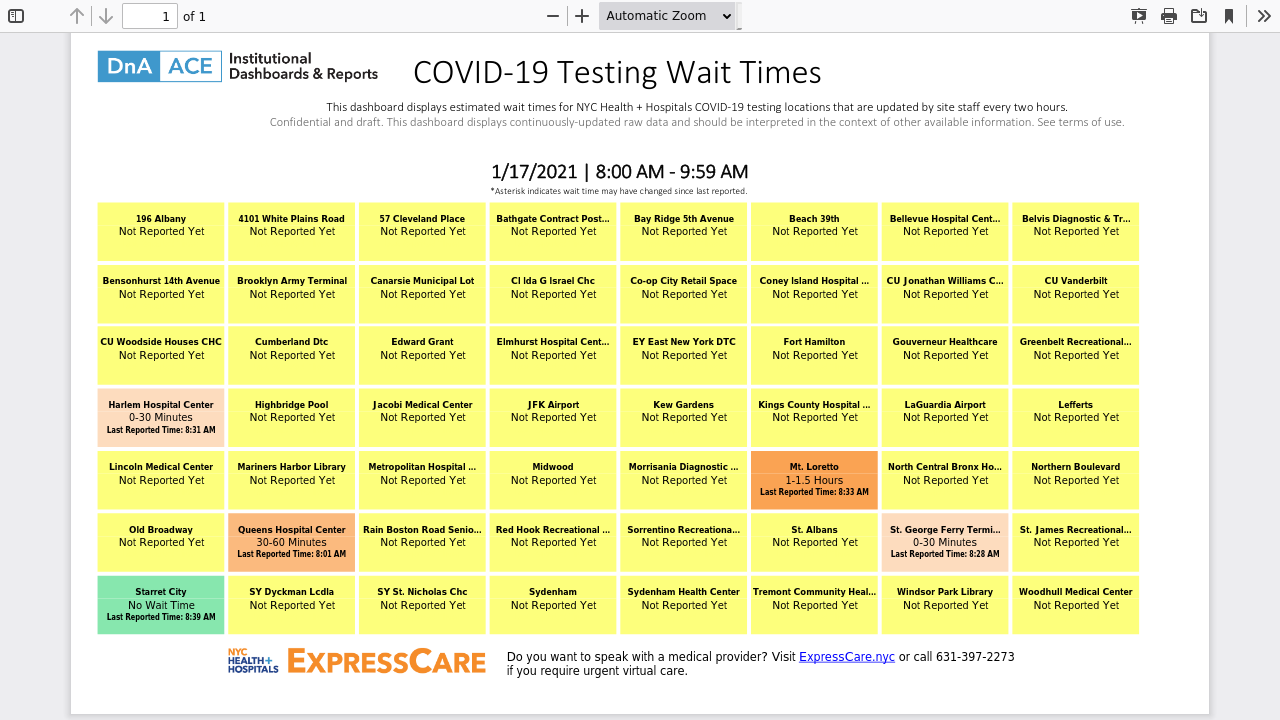 1 of 1 Automatic Zoom
DnA ACE Institutional
Dashboards & Reports
COVID-19 Testing Wait Times
This dashboard displays estimated wait times for NYC Health + Hospitals COVID-19 testing locations that are updated by site staff every two hours.
Confidential and draft. This dashboard displays continuously-updated raw data and should be interpreted in the context of other available information. See terms of use.
1/17/2021 | 8:00 AM - 9:59 AM
*Asterisk indicates wait time may have changed since last reported.
196 Albany 4101 White Plains Road 57 Cleveland Place Bathgate Contract Post... Bay Ridge 5th Avenue Beach 39th Bellevue Hospital Cent... Belvis Diagnostic & Tr...
Not Reported Yet Not Reported Yet Not Reported Yet Not Reported Yet Not Reported Yet Not Reported Yet Not Reported Yet Not Reported Yet
Bensonhurst 14th Avenue Brooklyn Army Terminal Canarsie Municipal Lot Cl Ida G Israel Chc Co-op City Retail Space Coney Island Hospital ... CU Jonathan Williams C... CU Vanderbilt
Not Reported Yet Not Reported Yet Not Reported Yet Not Reported Yet Not Reported Yet Not Reported Yet Not Reported Yet Not Reported Yet
CU Woodside Houses CHC Cumberland Dtc Edward Grant Elmhurst Hospital Cent... EY East New York DTC Fort Hamilton Gouverneur Healthcare Greenbelt Recreational...
Not Reported Yet Not Reported Yet Not Reported Yet Not Reported Yet Not Reported Yet Not Reported Yet Not Reported Yet Not Reported Yet
Harlem Hospital Center Highbridge Pool Jacobi Medical Center JFK Airport Kew Gardens Kings County Hospital ... LaGuardia Airport Lefferts
0-30 Minutes Not Reported Yet Not Reported Yet Not Reported Yet Not Reported Yet Not Reported Yet Not Reported Yet Not Reported Yet
Last Reported Time: 8:31 AM
Lincoln Medical Center Mariners Harbor Library Metropolitan Hospital ... Midwood Morrisania Diagnostic ... Mt. Loretto North Central Bronx Ho... Northern Boulevard
Not Reported Yet Not Reported Yet Not Reported Yet Not Reported Yet Not Reported Yet 1-1.5 Hours Not Reported Yet Not Reported Yet
Last Reported Time: 8:33 AM
Old Broadway Queens Hospital Center Rain Boston Road Senio... Red Hook Recreational ... Sorrentino Recreationa... St. Albans St. George Ferry Termi... St. James Recreational...
Not Reported Yet 30-60 Minutes Not Reported Yet Not Reported Yet Not Reported Yet Not Reported Yet 0-30 Minutes Not Reported Yet
Last Reported Time: 8:01 AM Last Reported Time: 8:28 AM
Starret City SY Dyckman Lcdla SY St. Nicholas Chc Sydenham Sydenham Health Center Tremont Community Heal... Windsor Park Library Woodhull Medical Center
No Wait Time Not Reported Yet Not Reported Yet Not Reported Yet Not Reported Yet Not Reported Yet Not Reported Yet Not Reported Yet
Last Reported Time: 8:39 AM
NYC
HEALTH+
HOSPITALS
EXPRESSCARE
Do you want to speak with a medical provider? Visit ExpressCare.nyc or call 631-397-2273
if you require urgent virtual care.